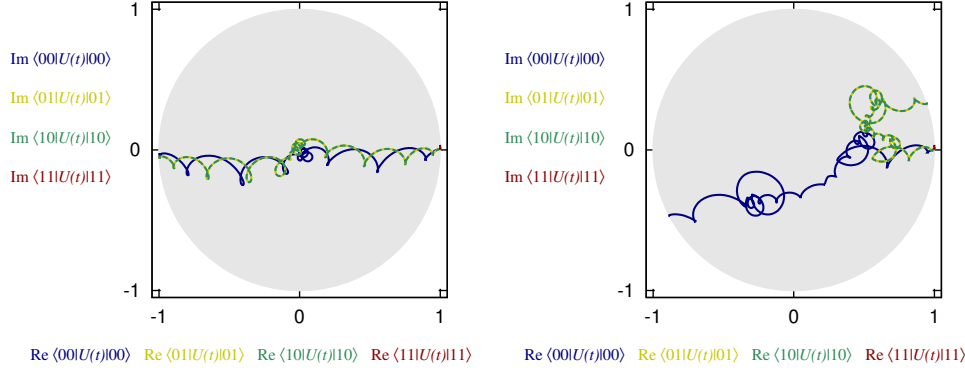 1
1
Im ⟨00|U(t)|00⟩
Im ⟨00|U(t)|00⟩
Im ⟨01|U(t)|01⟩
Im ⟨01|U(t)|01⟩
Im ⟨10|U(t)|10⟩
Im ⟨10|U(t)|10⟩
0
0
Im ⟨11|U(t)|11⟩
Im ⟨11|U(t)|11⟩
-1
-1
-1 0 1
-1 0 1
Re ⟨00|U(t)|00⟩ Re ⟨01|U(t)|01⟩ Re ⟨10|U(t)|10⟩ Re ⟨11|U(t)|11⟩
Re ⟨00|U(t)|00⟩ Re ⟨01|U(t)|01⟩ Re ⟨10|U(t)|10⟩ Re ⟨11|U(t)|11⟩